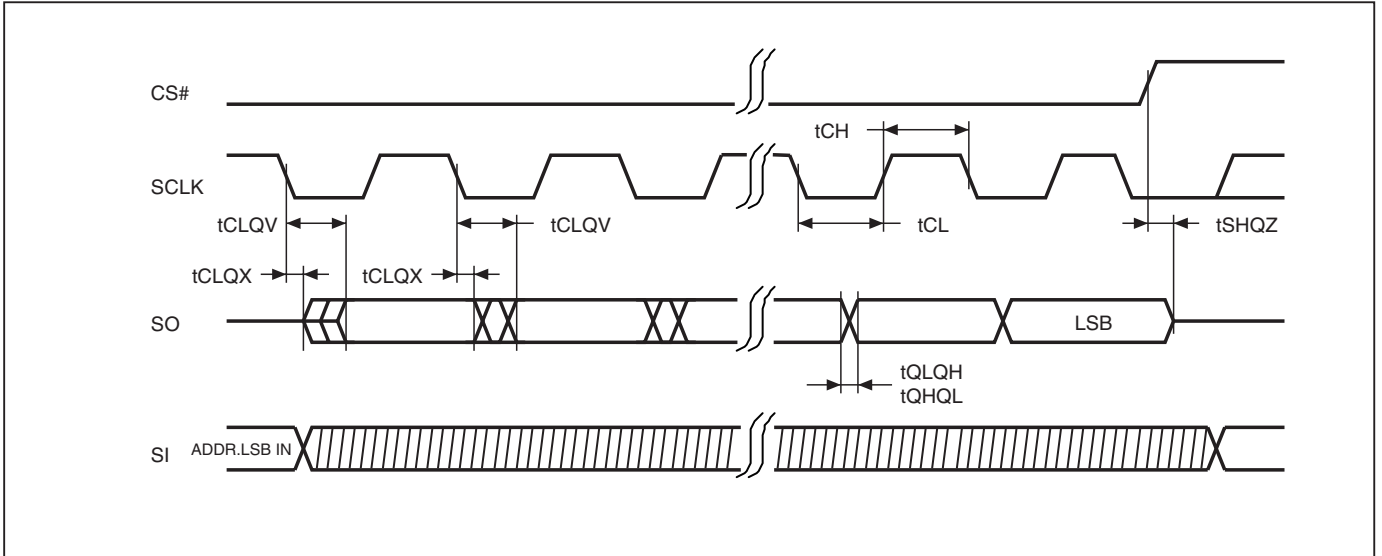 CS#
tCH
SCLK
tCLQV
tCLQV
tCL
tSHQZ
tCLQX
tCLQX
SO
LSB
tQLQH
tQHQL
SI
ADDR.LSB IN